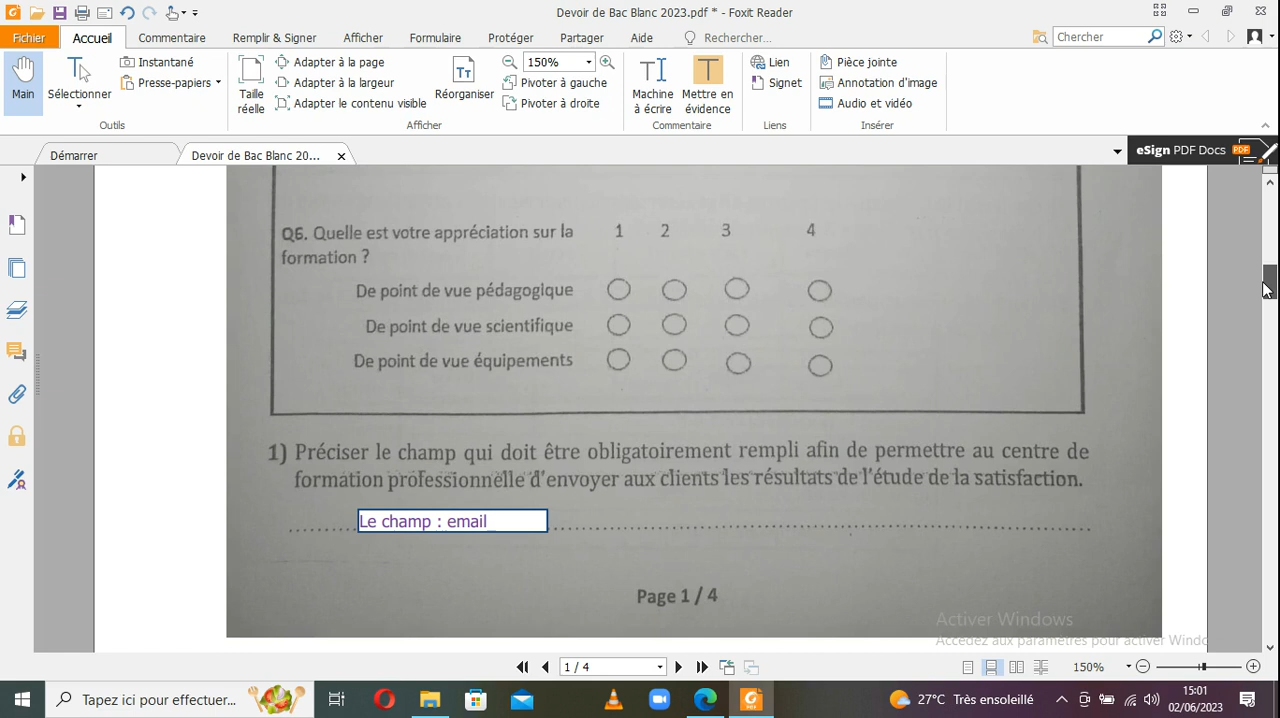 Devoir de Bac Blanc 2023.pdf * - Foxit Reader
Fichier Accueil Commentaire Remplir & Signer Afficher Formulaire Protéger Partager Aide Rechercher... Chercher
Main
Sélectionner
Instantané
Presse-papiers
Outils
Taille réelle
Adapter à la page
Adapter à la largeur
Adapter le contenu visible
Réorganiser
150%
Pivoter à gauche
Pivoter à droite
Afficher
Machine à écrire
Mettre en évidence
Commentaire
Lien
Signet
Liens
Pièce jointe
Annotation d'image
Audio et vidéo
Insérer
Démarrer
Devoir de Bac Blanc 20...
eSign PDF Docs
PDF
Q6. Quelle est votre appréciation sur la 1 2 3 4
formation ?
De point de vue pédagogique
De point de vue scientifique
De point de vue équipements
1) Préciser le champ qui doit être obligatoirement rempli afin de permettre au centre de
formation professionnelle d'envoyer aux clients les résultats de l'étude de la satisfaction.
Le champ : email
Page 1 / 4
Activer Windows
Accédez aux paramètres pour activer Windo
1 / 4
150%
Tapez ici pour effectuer...
27°C Très ensoleillé
15:01
02/06/2023